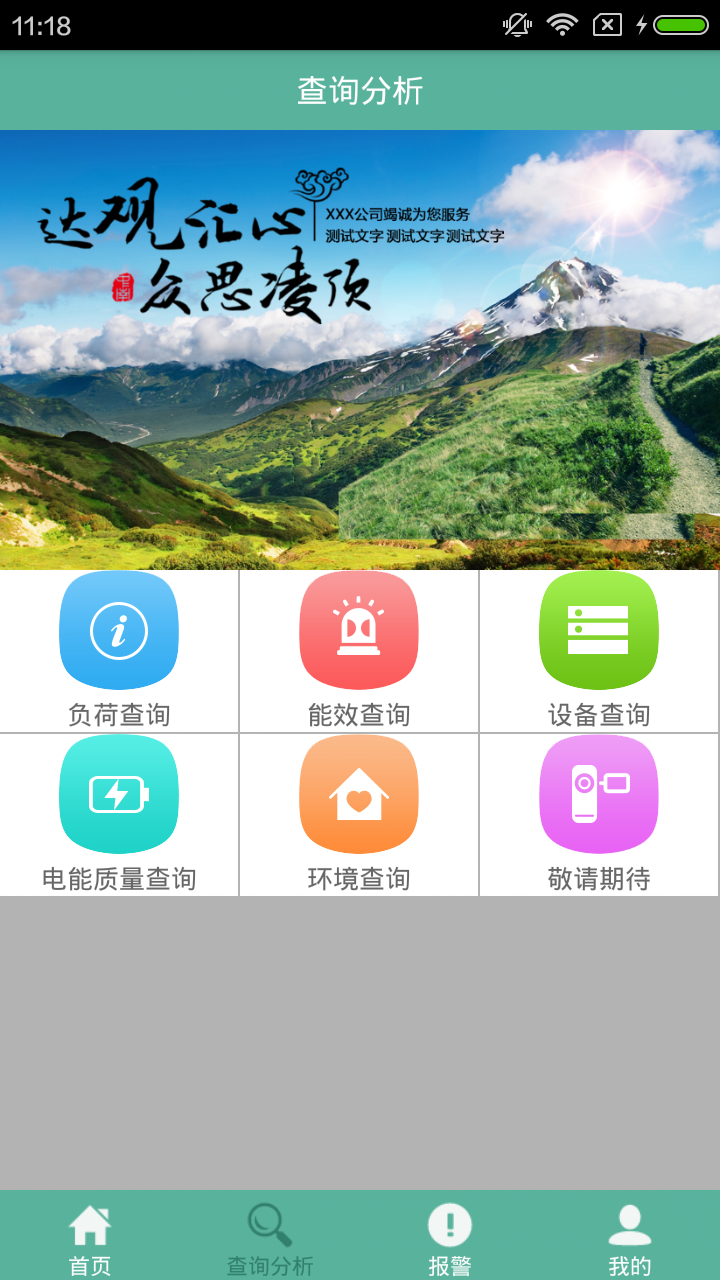 11:18
查询分析
达观汇心
XXX公司竭诚为您服务
测试文字 测试文字 测试文字
众思凌顶
负荷查询
能效查询
设备查询
电能质量查询
环境查询
敬请期待
首页
查询分析
报警
我的